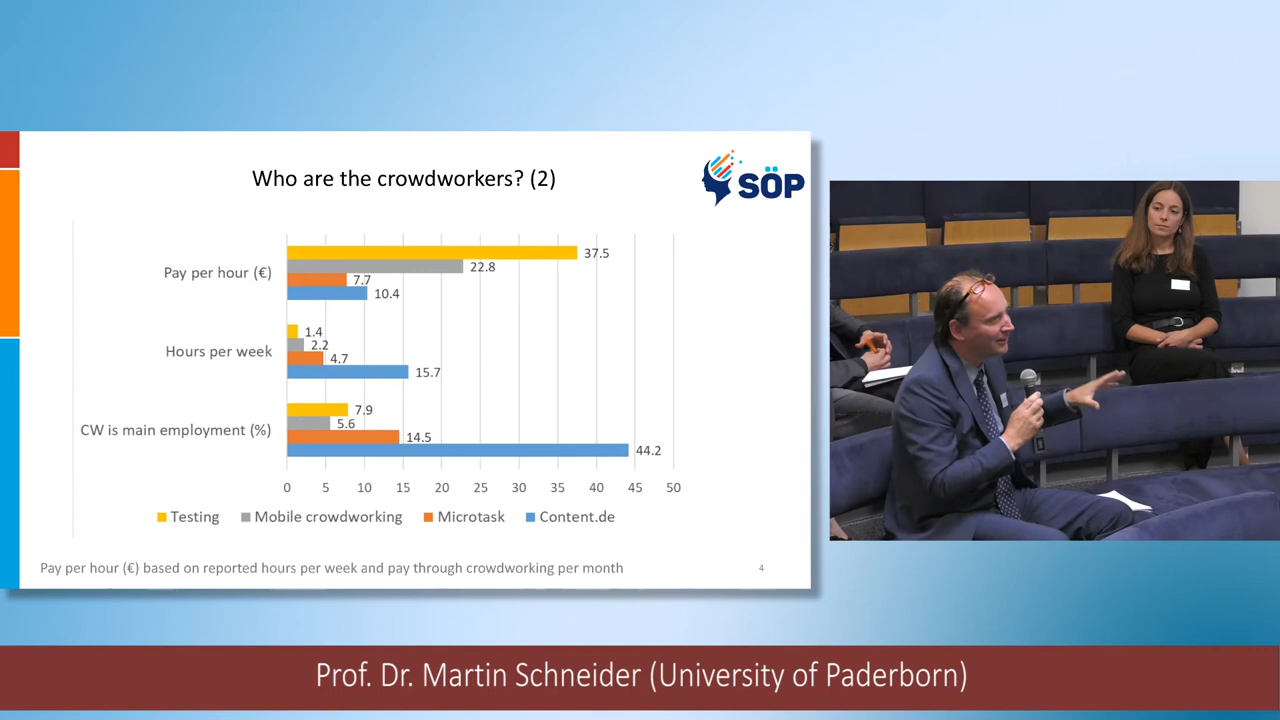 Who are the crowdworkers? (2)
SÖP
Pay per hour (€)
37.5
22.8
7.7
10.4
Hours per week
1.4
2.2
4.7
15.7
CW is main employment (%)
7.9
5.6
14.5
44.2
0 5 10 15 20 25 30 35 40 45 50
Testing Mobile crowdworking Microtask Content.de
Pay per hour (€) based on reported hours per week and pay through crowdworking per month
4
Prof. Dr. Martin Schneider (University of Paderborn)